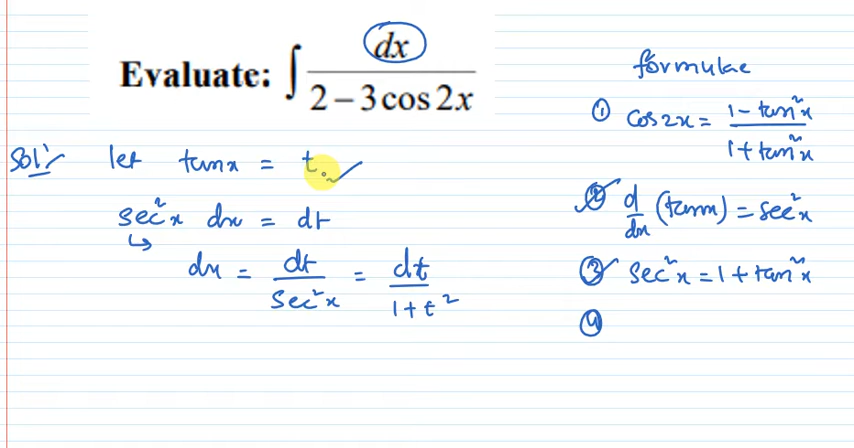 Evaluate: ∫ dx / (2 − 3 cos 2x)
Sol:
let tan x = t.
sec²x dx = dt
dx = dt / sec²x = dt / (1 + t²)
formulae
① cos 2x = (1 − tan²x) / (1 + tan²x)
② d/dx (tan x) = sec²x
③ sec²x = 1 + tan²x
④